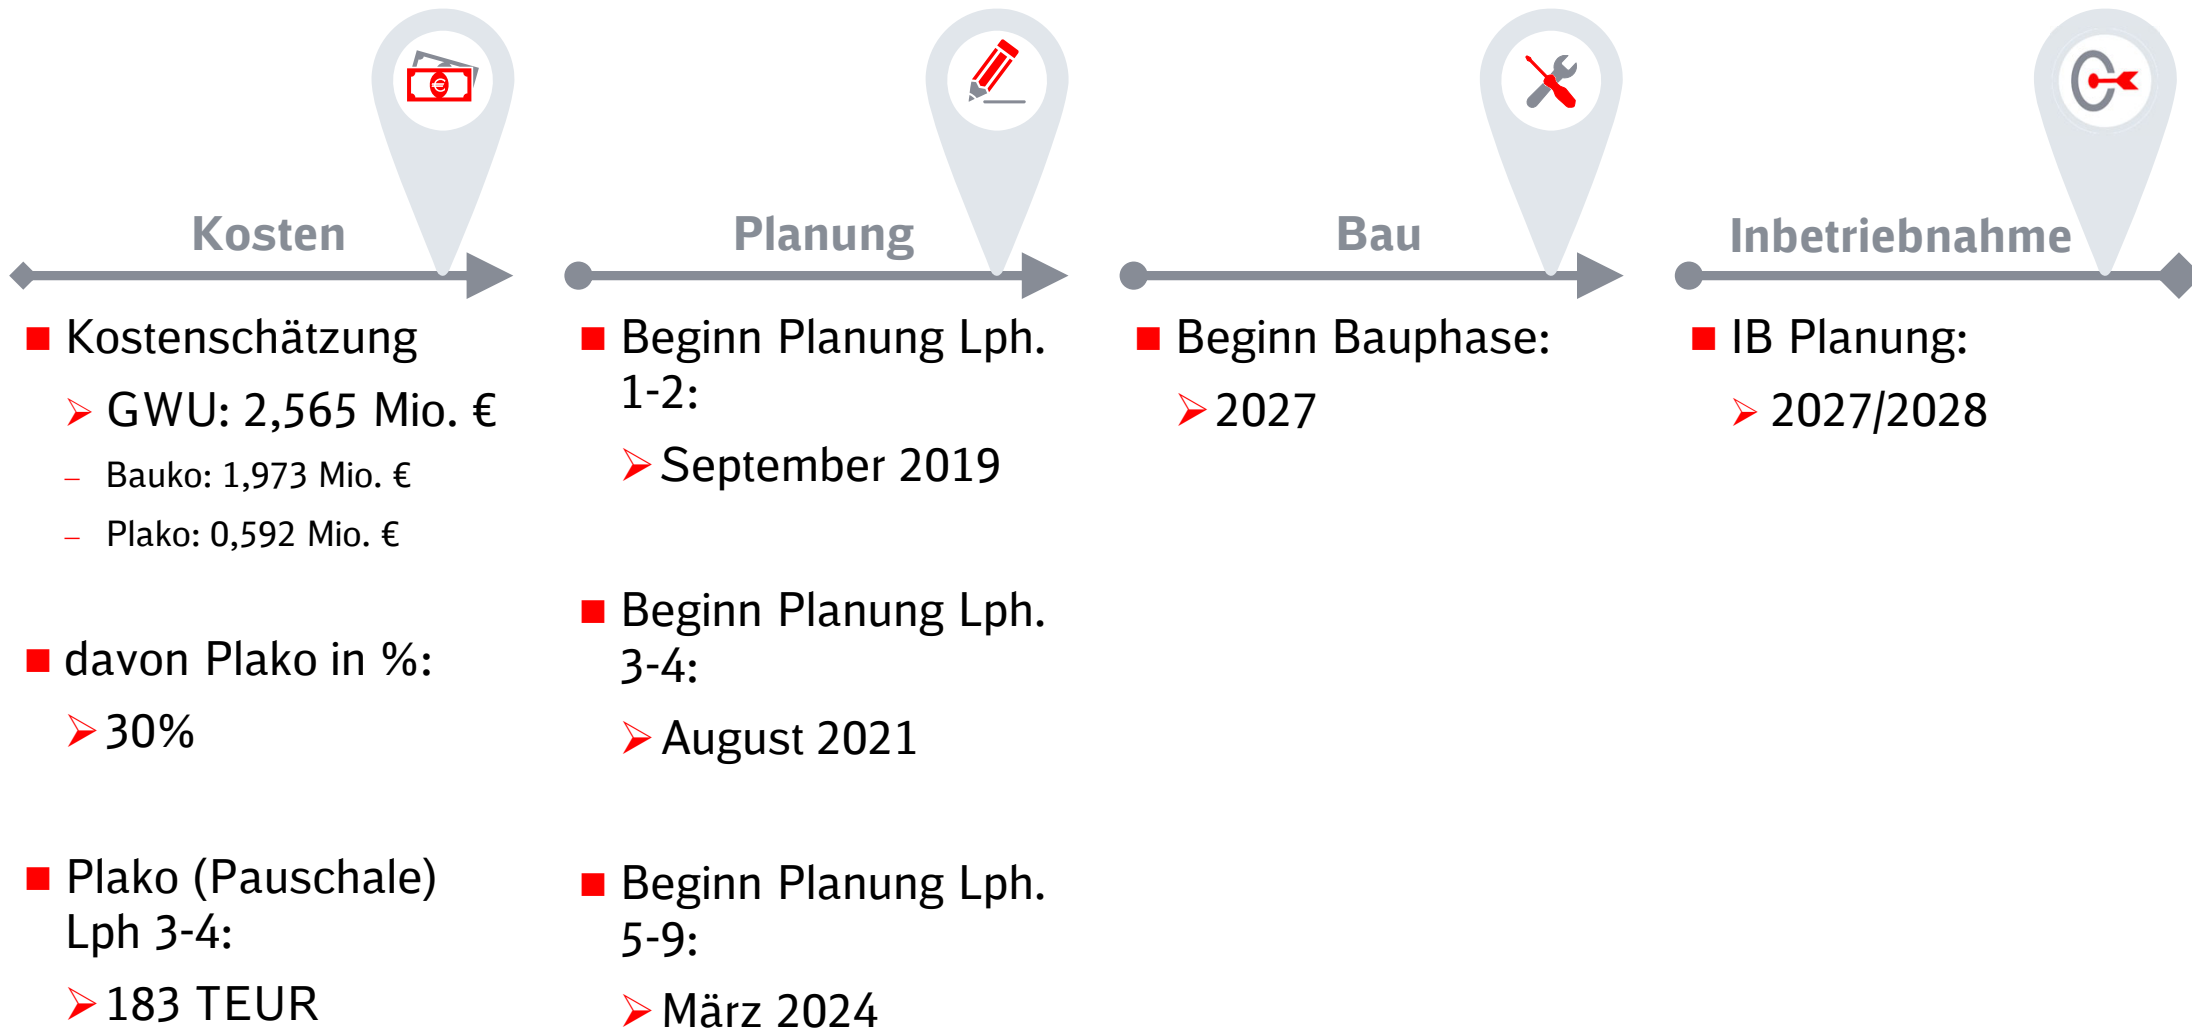 Kosten
Kostenschätzung
GWU: 2,565 Mio. €
– Bauko: 1,973 Mio. €
– Plako: 0,592 Mio. €
davon Plako in %:
30%
Plako (Pauschale)
Lph 3-4:
183 TEUR
Planung
Beginn Planung Lph.
1-2:
September 2019
Beginn Planung Lph.
3-4:
August 2021
Beginn Planung Lph.
5-9:
März 2024
Bau
Beginn Bauphase:
2027
Inbetriebnahme
IB Planung:
2027/2028